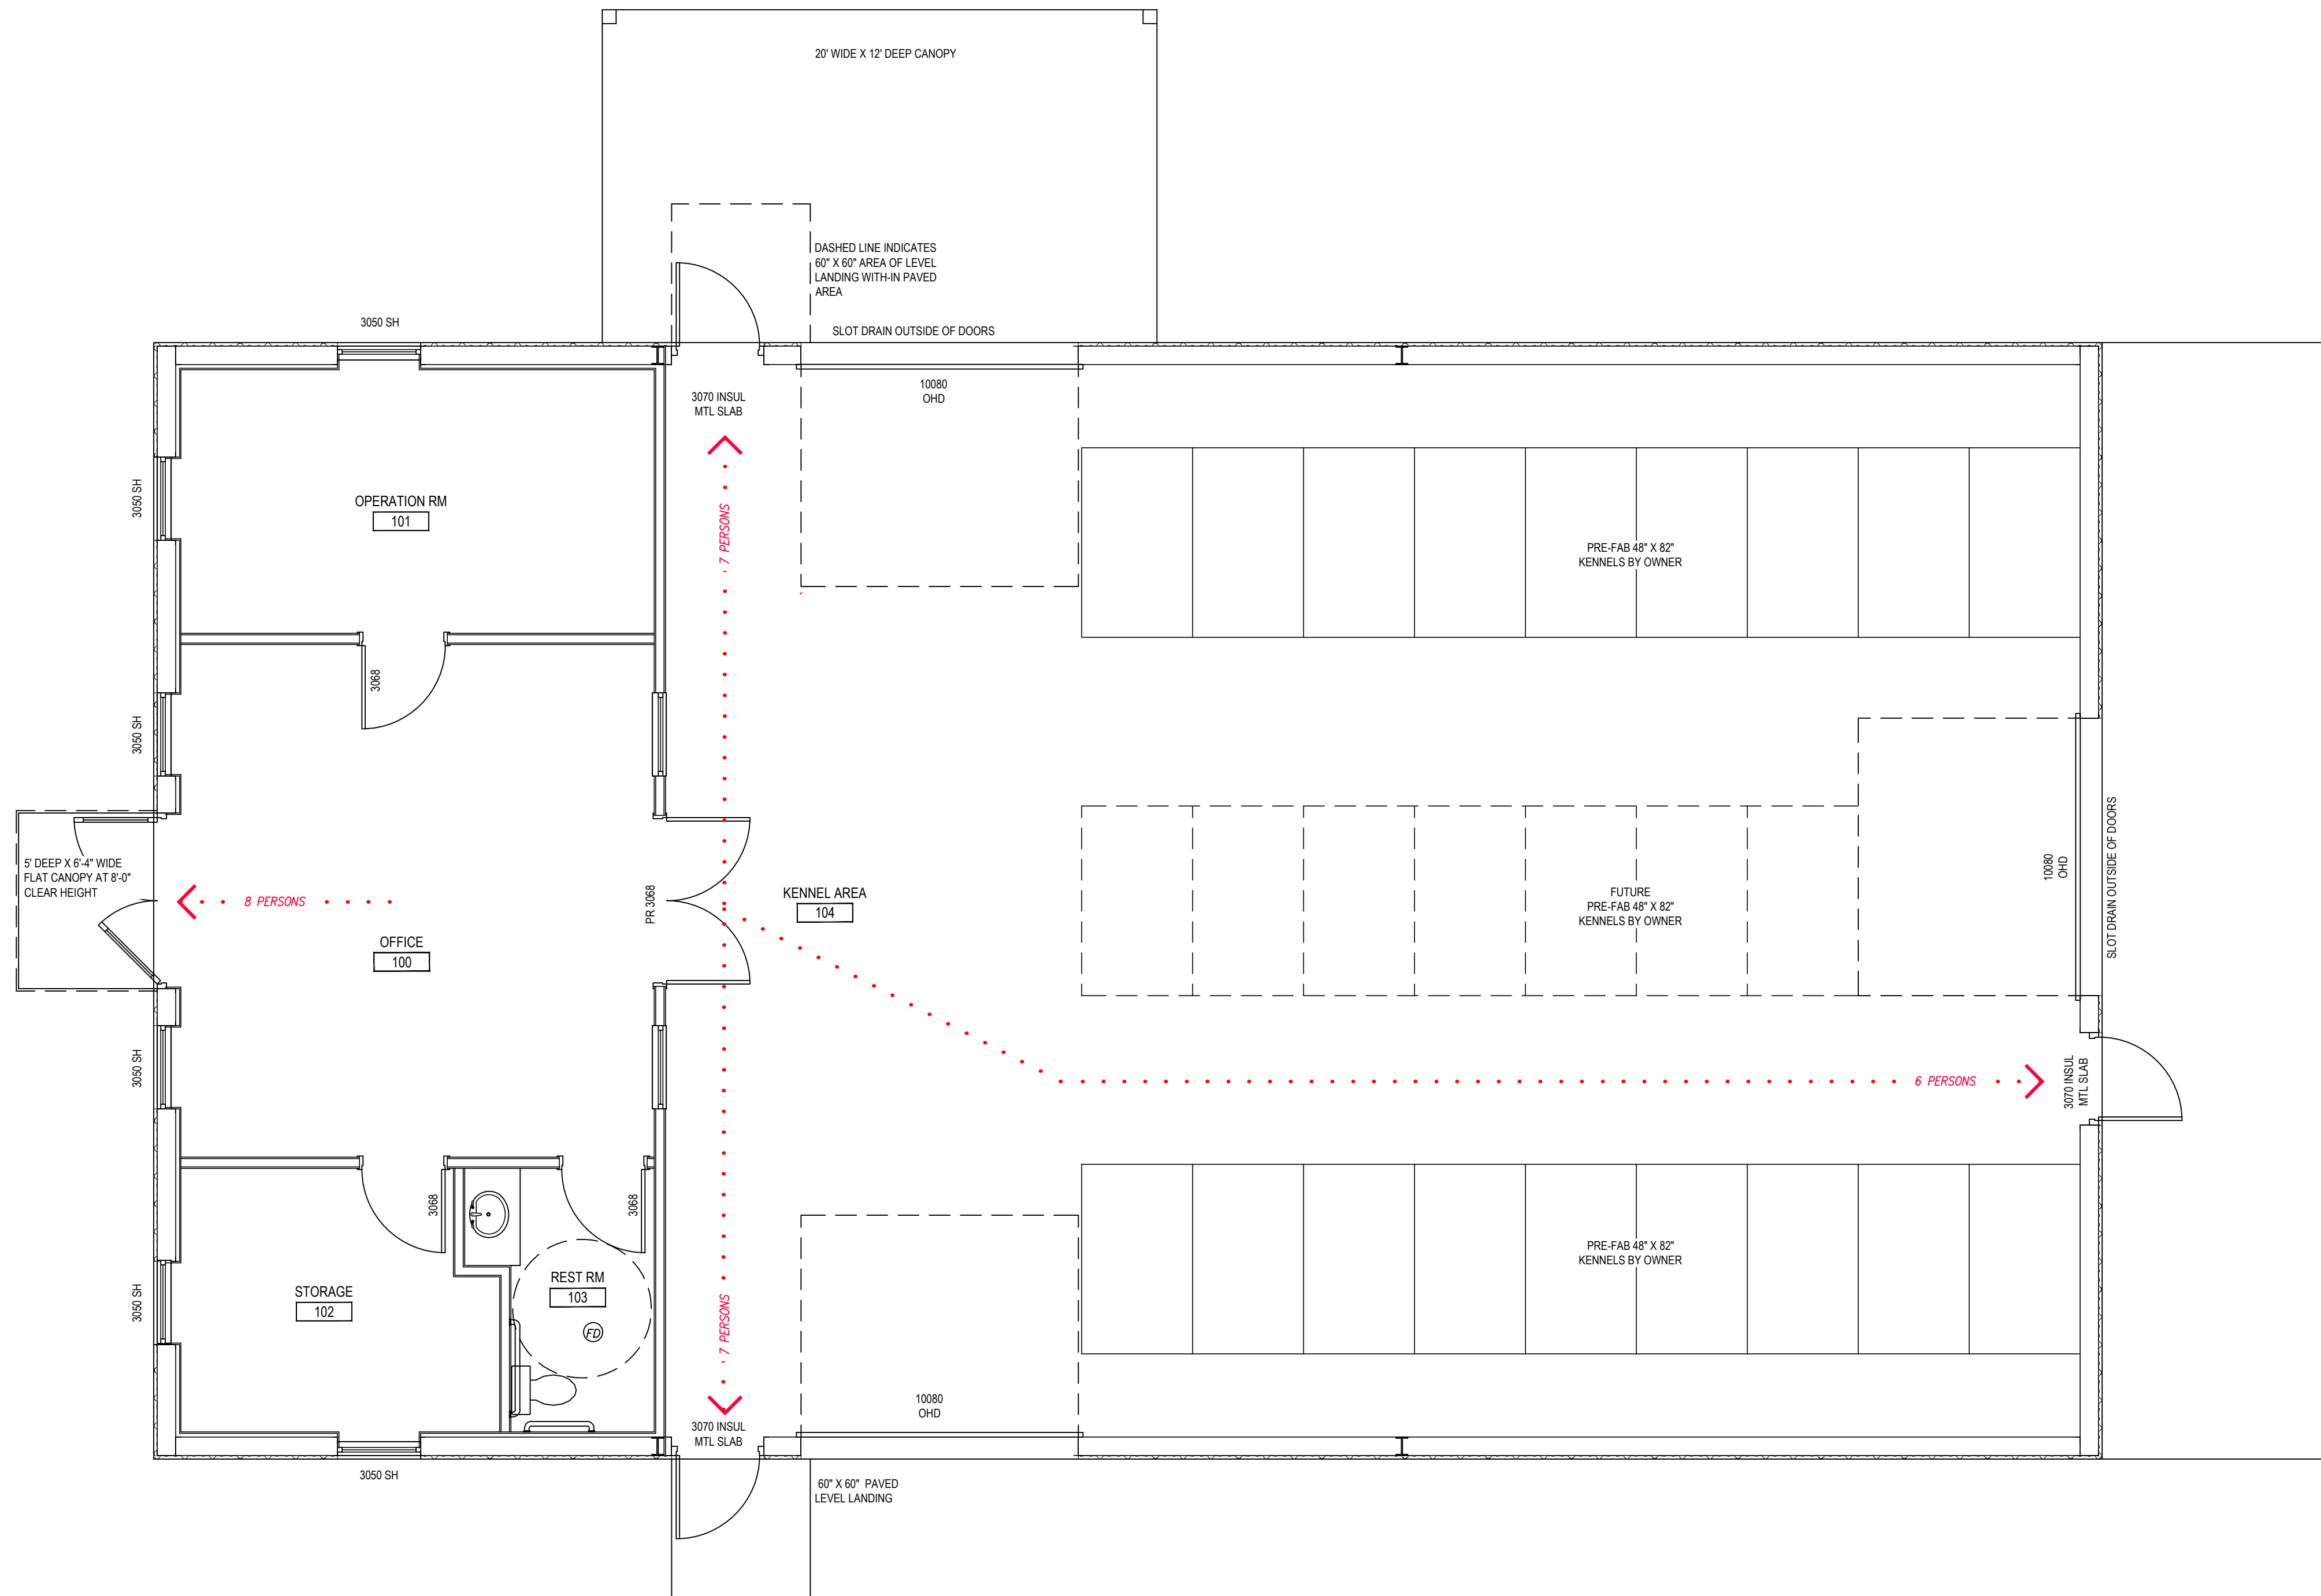 20' WIDE X 12' DEEP CANOPY
DASHED LINE INDICATES
60" X 60" AREA OF LEVEL
LANDING WITH-IN PAVED
AREA
3050 SH
SLOT DRAIN OUTSIDE OF DOORS
3070 INSUL
MTL SLAB
10080
OHD
3050 SH
OPERATION RM
101
7 PERSONS
PRE-FAB 48" X 82"
KENNELS BY OWNER
3068
3050 SH
5' DEEP X 6'-4" WIDE
FLAT CANOPY AT 8'-0"
CLEAR HEIGHT
8 PERSONS
OFFICE
100
PR 3068
KENNEL AREA
104
FUTURE
PRE-FAB 48" X 82"
KENNELS BY OWNER
10080
OHD
SLOT DRAIN OUTSIDE OF DOORS
3050 SH
6 PERSONS
3070 INSUL
MTL SLAB
3068
3068
STORAGE
102
REST RM
103
FD
3050 SH
7 PERSONS
PRE-FAB 48" X 82"
KENNELS BY OWNER
10080
OHD
3070 INSUL
MTL SLAB
3050 SH
60" X 60" PAVED
LEVEL LANDING